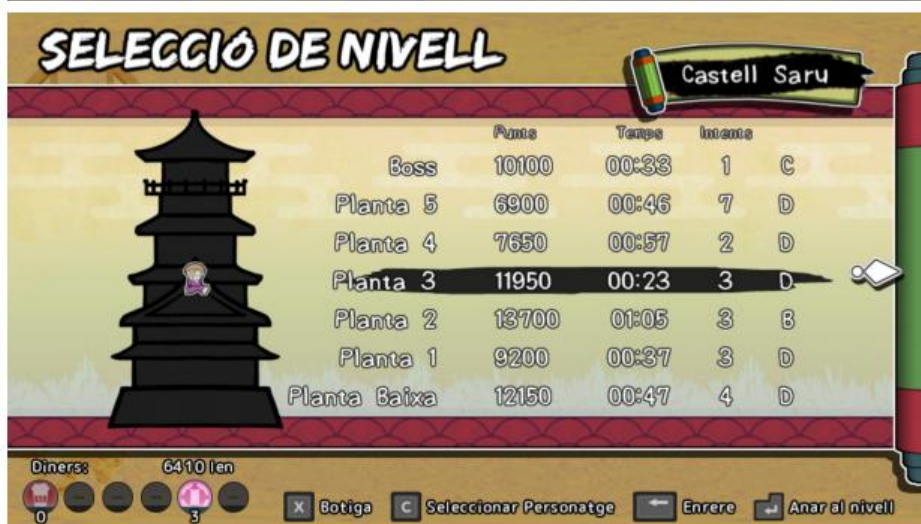 SELECCIÓ DE NIVELL
Castell Saru
Punts Temps Intents
Boss 10100 00:33 1 C
Planta 5 6900 00:46 7 D
Planta 4 7650 00:57 2 D
Planta 3 11950 00:23 3 D
Planta 2 13700 01:05 3 B
Planta 1 9200 00:37 3 D
Planta Baixa 12150 00:47 4 D
Diners: 6410 len
0 3
X Botiga C Seleccionar Personatge Enrere Anar al nivell